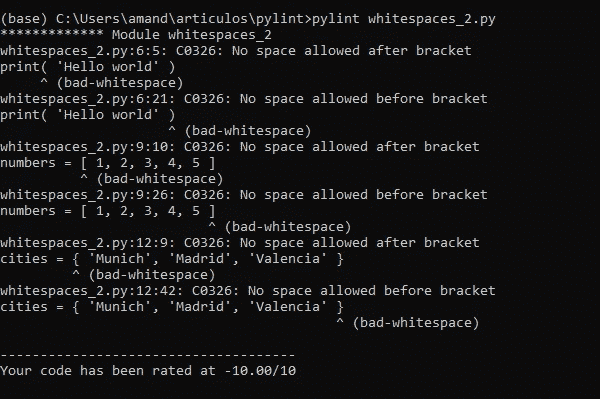 (base) C:\Users\amand\articulos\pylint>pylint whitespaces_2.py
************* Module whitespaces_2
whitespaces_2.py:6:5: C0326: No space allowed after bracket
print( 'Hello world' )
     ^ (bad-whitespace)
whitespaces_2.py:6:21: C0326: No space allowed before bracket
print( 'Hello world' )
                     ^ (bad-whitespace)
whitespaces_2.py:9:10: C0326: No space allowed after bracket
numbers = [ 1, 2, 3, 4, 5 ]
          ^ (bad-whitespace)
whitespaces_2.py:9:26: C0326: No space allowed before bracket
numbers = [ 1, 2, 3, 4, 5 ]
                          ^ (bad-whitespace)
whitespaces_2.py:12:9: C0326: No space allowed after bracket
cities = { 'Munich', 'Madrid', 'Valencia' }
         ^ (bad-whitespace)
whitespaces_2.py:12:42: C0326: No space allowed before bracket
cities = { 'Munich', 'Madrid', 'Valencia' }
                                          ^ (bad-whitespace)
-------------------------------------
Your code has been rated at -10.00/10